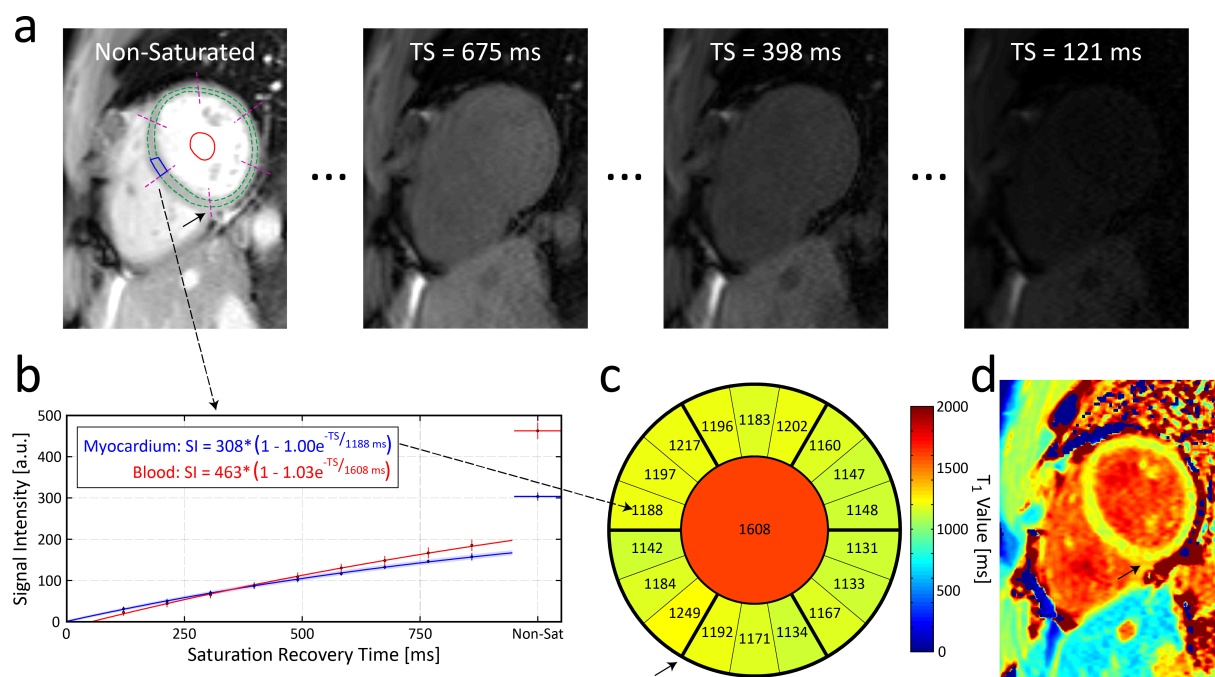 a
Non-Saturated
TS = 675 ms
TS = 398 ms
TS = 121 ms
...
...
...
b
500
400
300
200
100
0
Signal Intensity [a.u.]
Myocardium: SI = 308* (1 - 1.00e^-TS/1188 ms)
Blood: SI = 463* (1 - 1.03e^-TS/1608 ms)
0
250
500
750
Non-Sat
Saturation Recovery Time [ms]
c
1196
1183
1202
1217
1160
1197
1147
1188
1148
1608
1142
1131
1184
1133
1249
1167
1192
1171
1134
2000
1500
1000
500
0
T1 Value [ms]
d